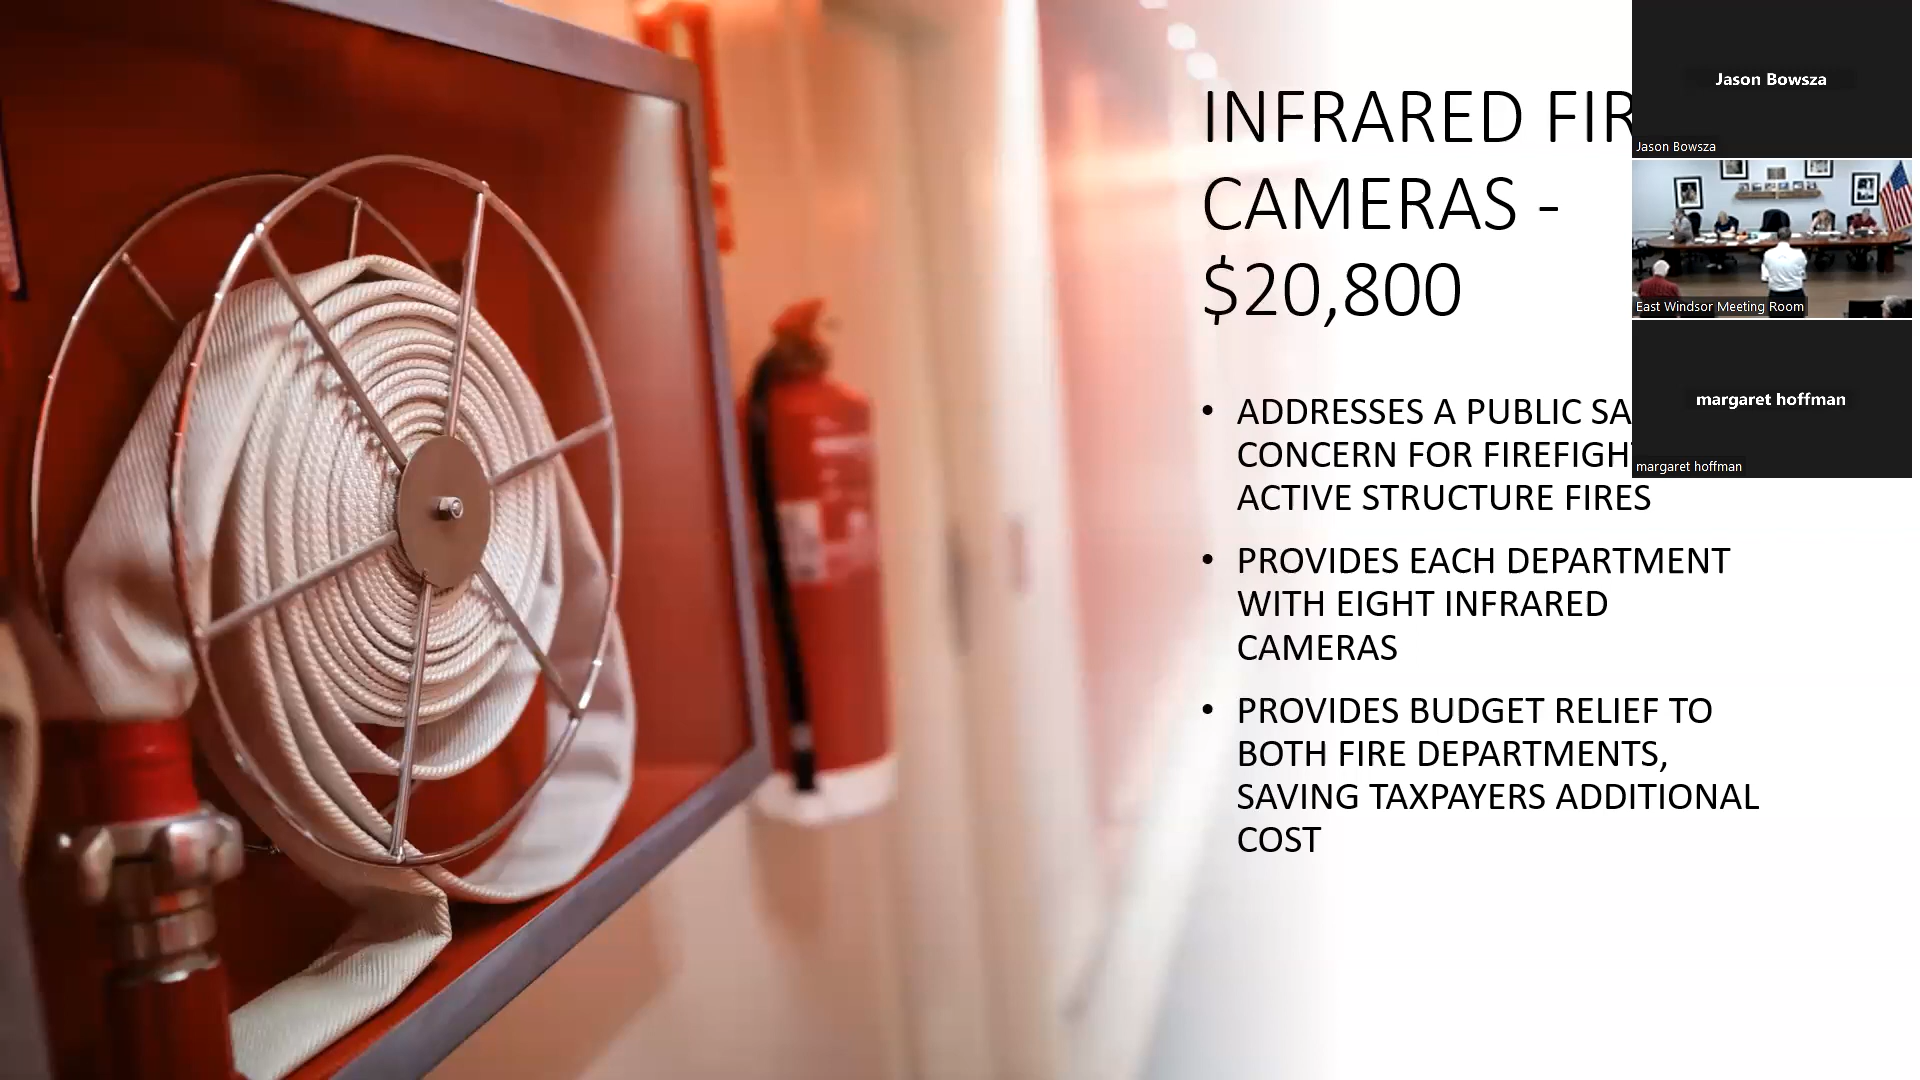 INFRARED FIR
CAMERAS -
$20,800
• ADDRESSES A PUBLIC SA
CONCERN FOR FIREFIGH
ACTIVE STRUCTURE FIRES
• PROVIDES EACH DEPARTMENT
WITH EIGHT INFRARED
CAMERAS
• PROVIDES BUDGET RELIEF TO
BOTH FIRE DEPARTMENTS,
SAVING TAXPAYERS ADDITIONAL
COST
Jason Bowsza
Jason Bowsza
East Windsor Meeting Room
margaret hoffman
margaret hoffman